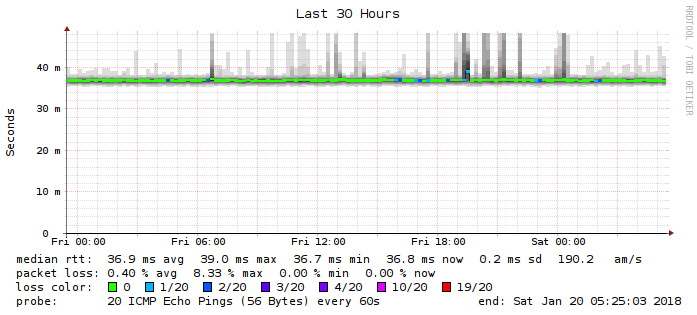 Last 30 Hours
RRDTOOL / TOBI OETIKER
Seconds
40 m
30 m
20 m
10 m
0
Fri 00:00 Fri 06:00 Fri 12:00 Fri 18:00 Sat 00:00
median rtt: 36.9 ms avg 39.0 ms max 36.7 ms min 36.8 ms now 0.2 ms sd 190.2 am/s
packet loss: 0.40 % avg 8.33 % max 0.00 % min 0.00 % now
loss color: 0 1/20 2/20 3/20 4/20 10/20 19/20
probe: 20 ICMP Echo Pings (56 Bytes) every 60s end: Sat Jan 20 05:25:03 2018